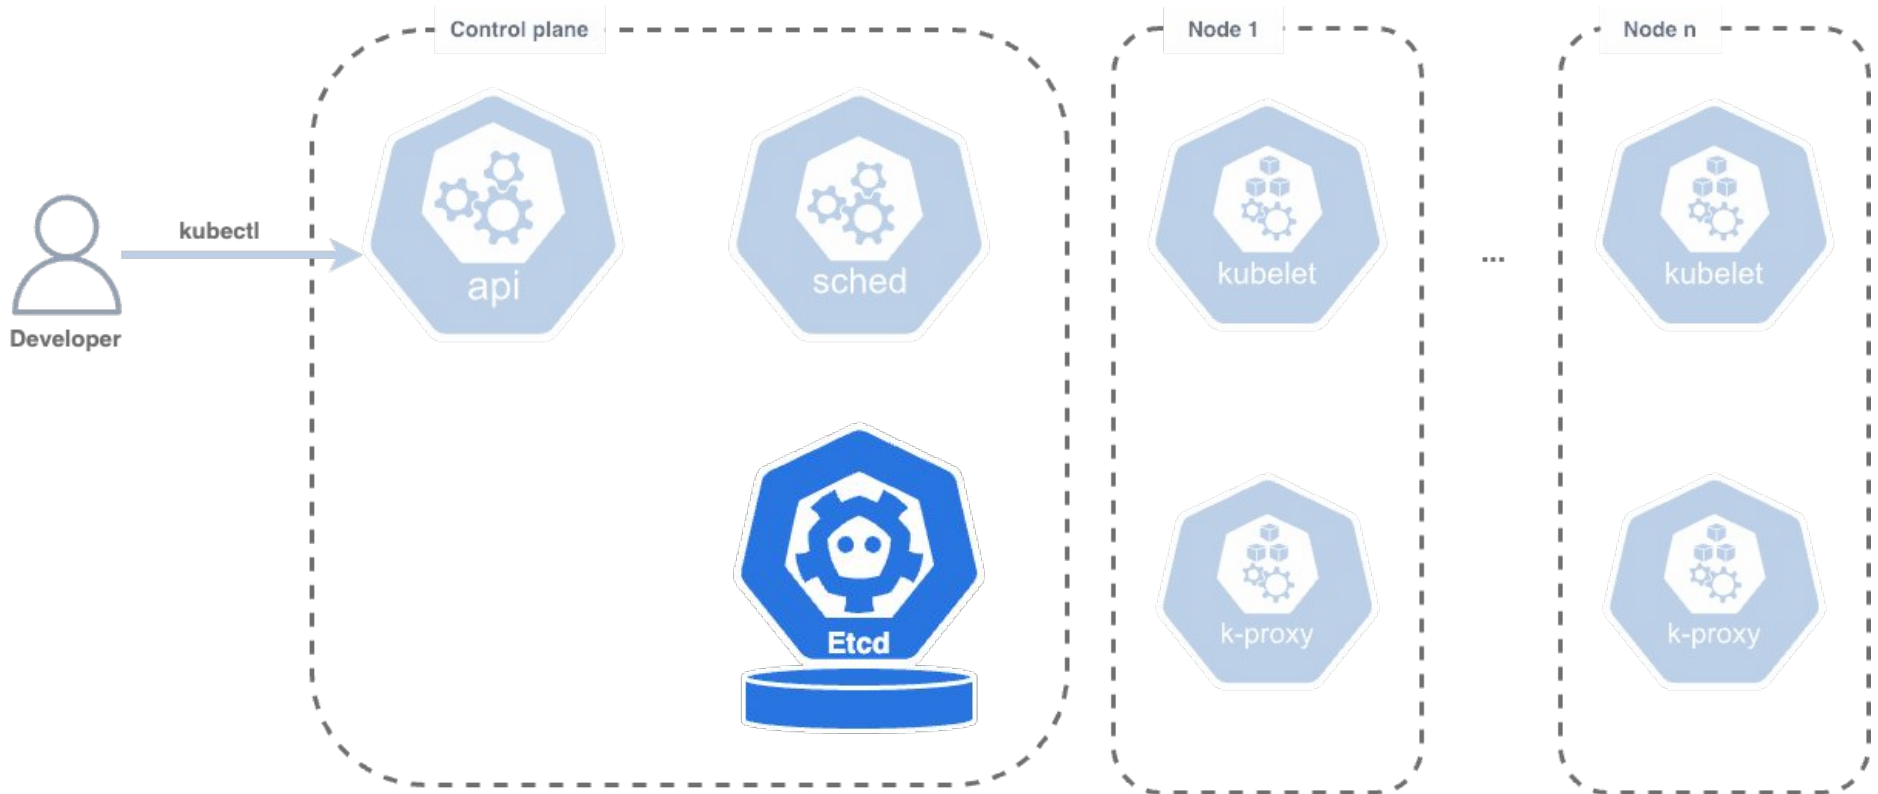 Control plane
Node 1
Node n
kubectl
api
sched
kubelet
...
kubelet
Developer
Etcd
k-proxy
k-proxy